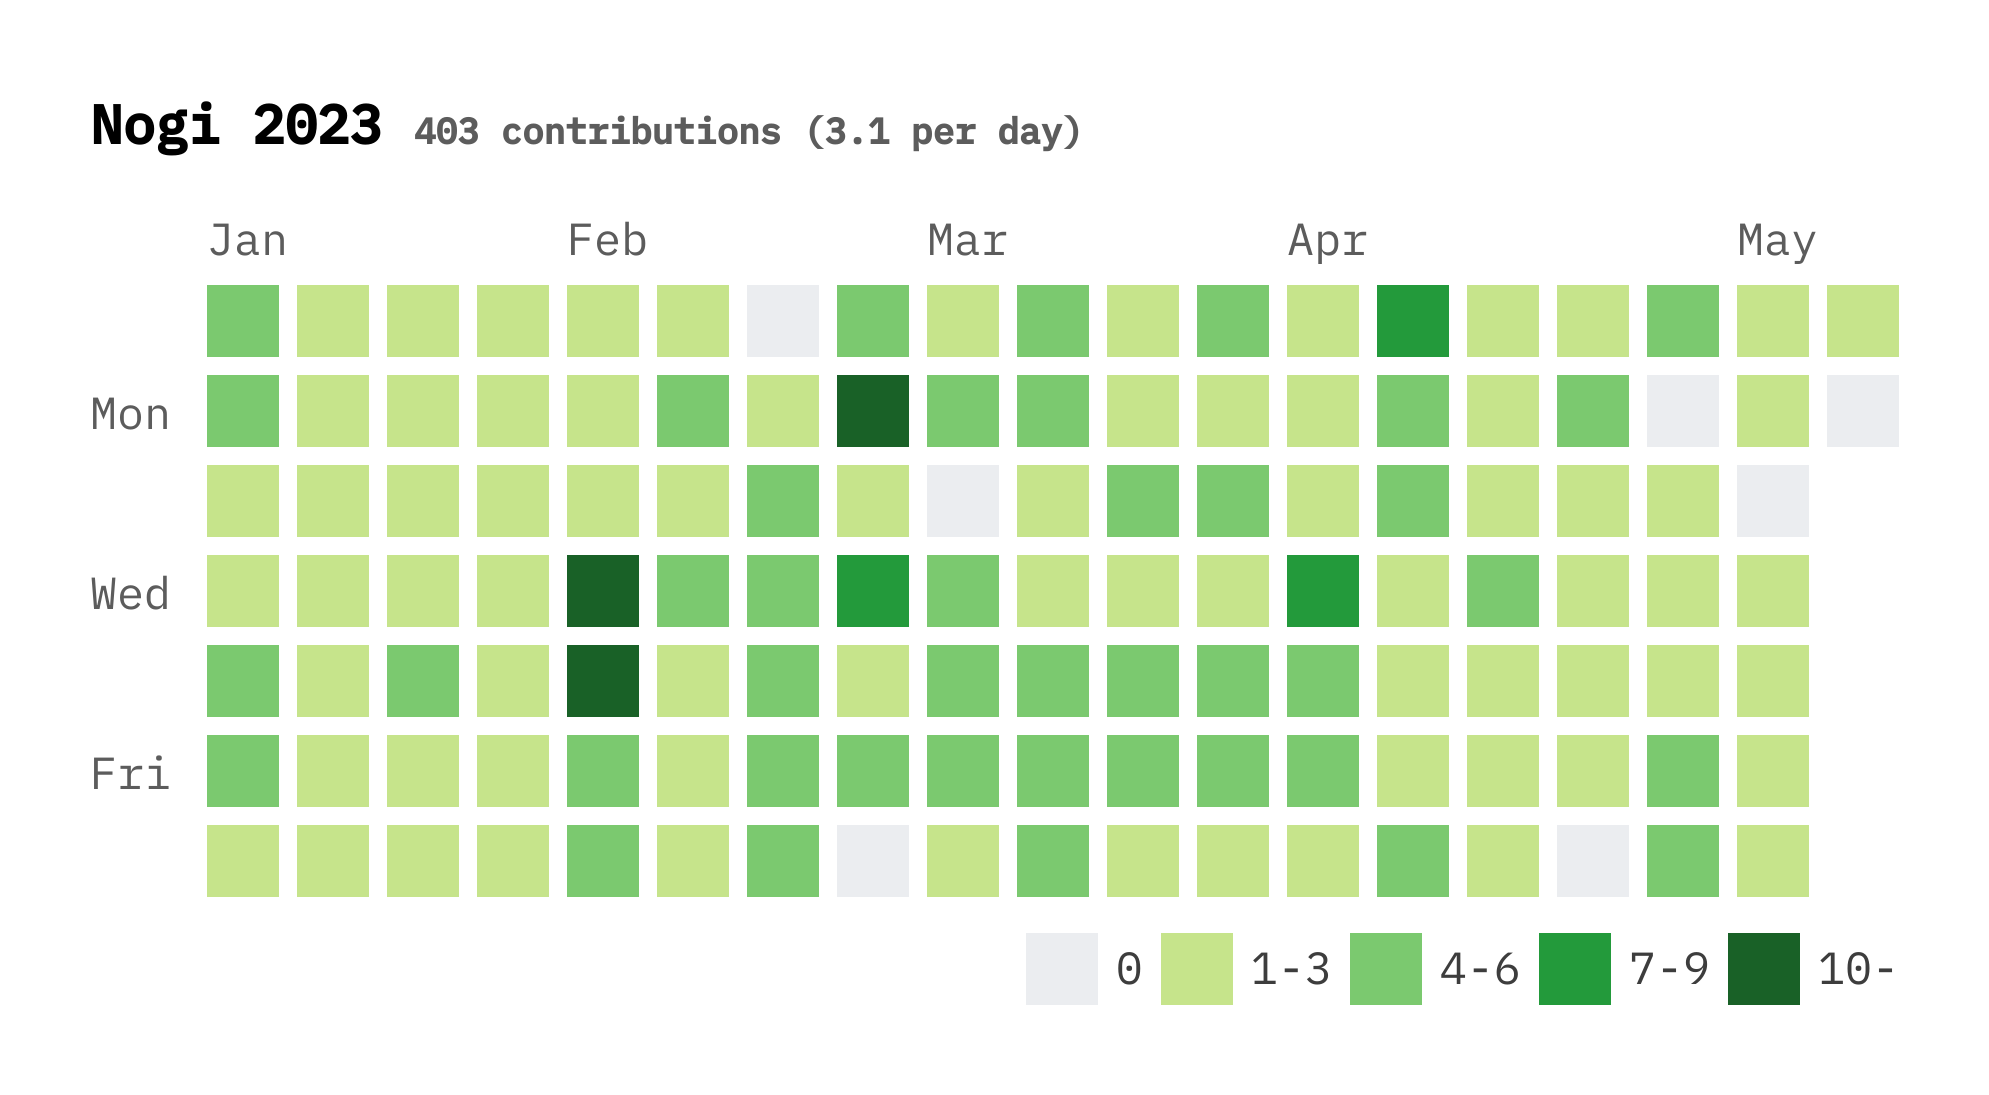 Nogi 2023 403 contributions (3.1 per day)
Jan Feb Mar Apr May
Mon
Wed
Fri
0 1-3 4-6 7-9 10-